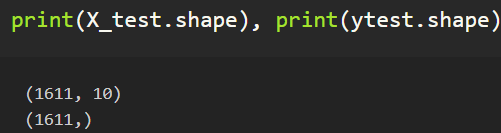 print(X_test.shape), print(ytest.shape)
(1611, 10)
(1611,)